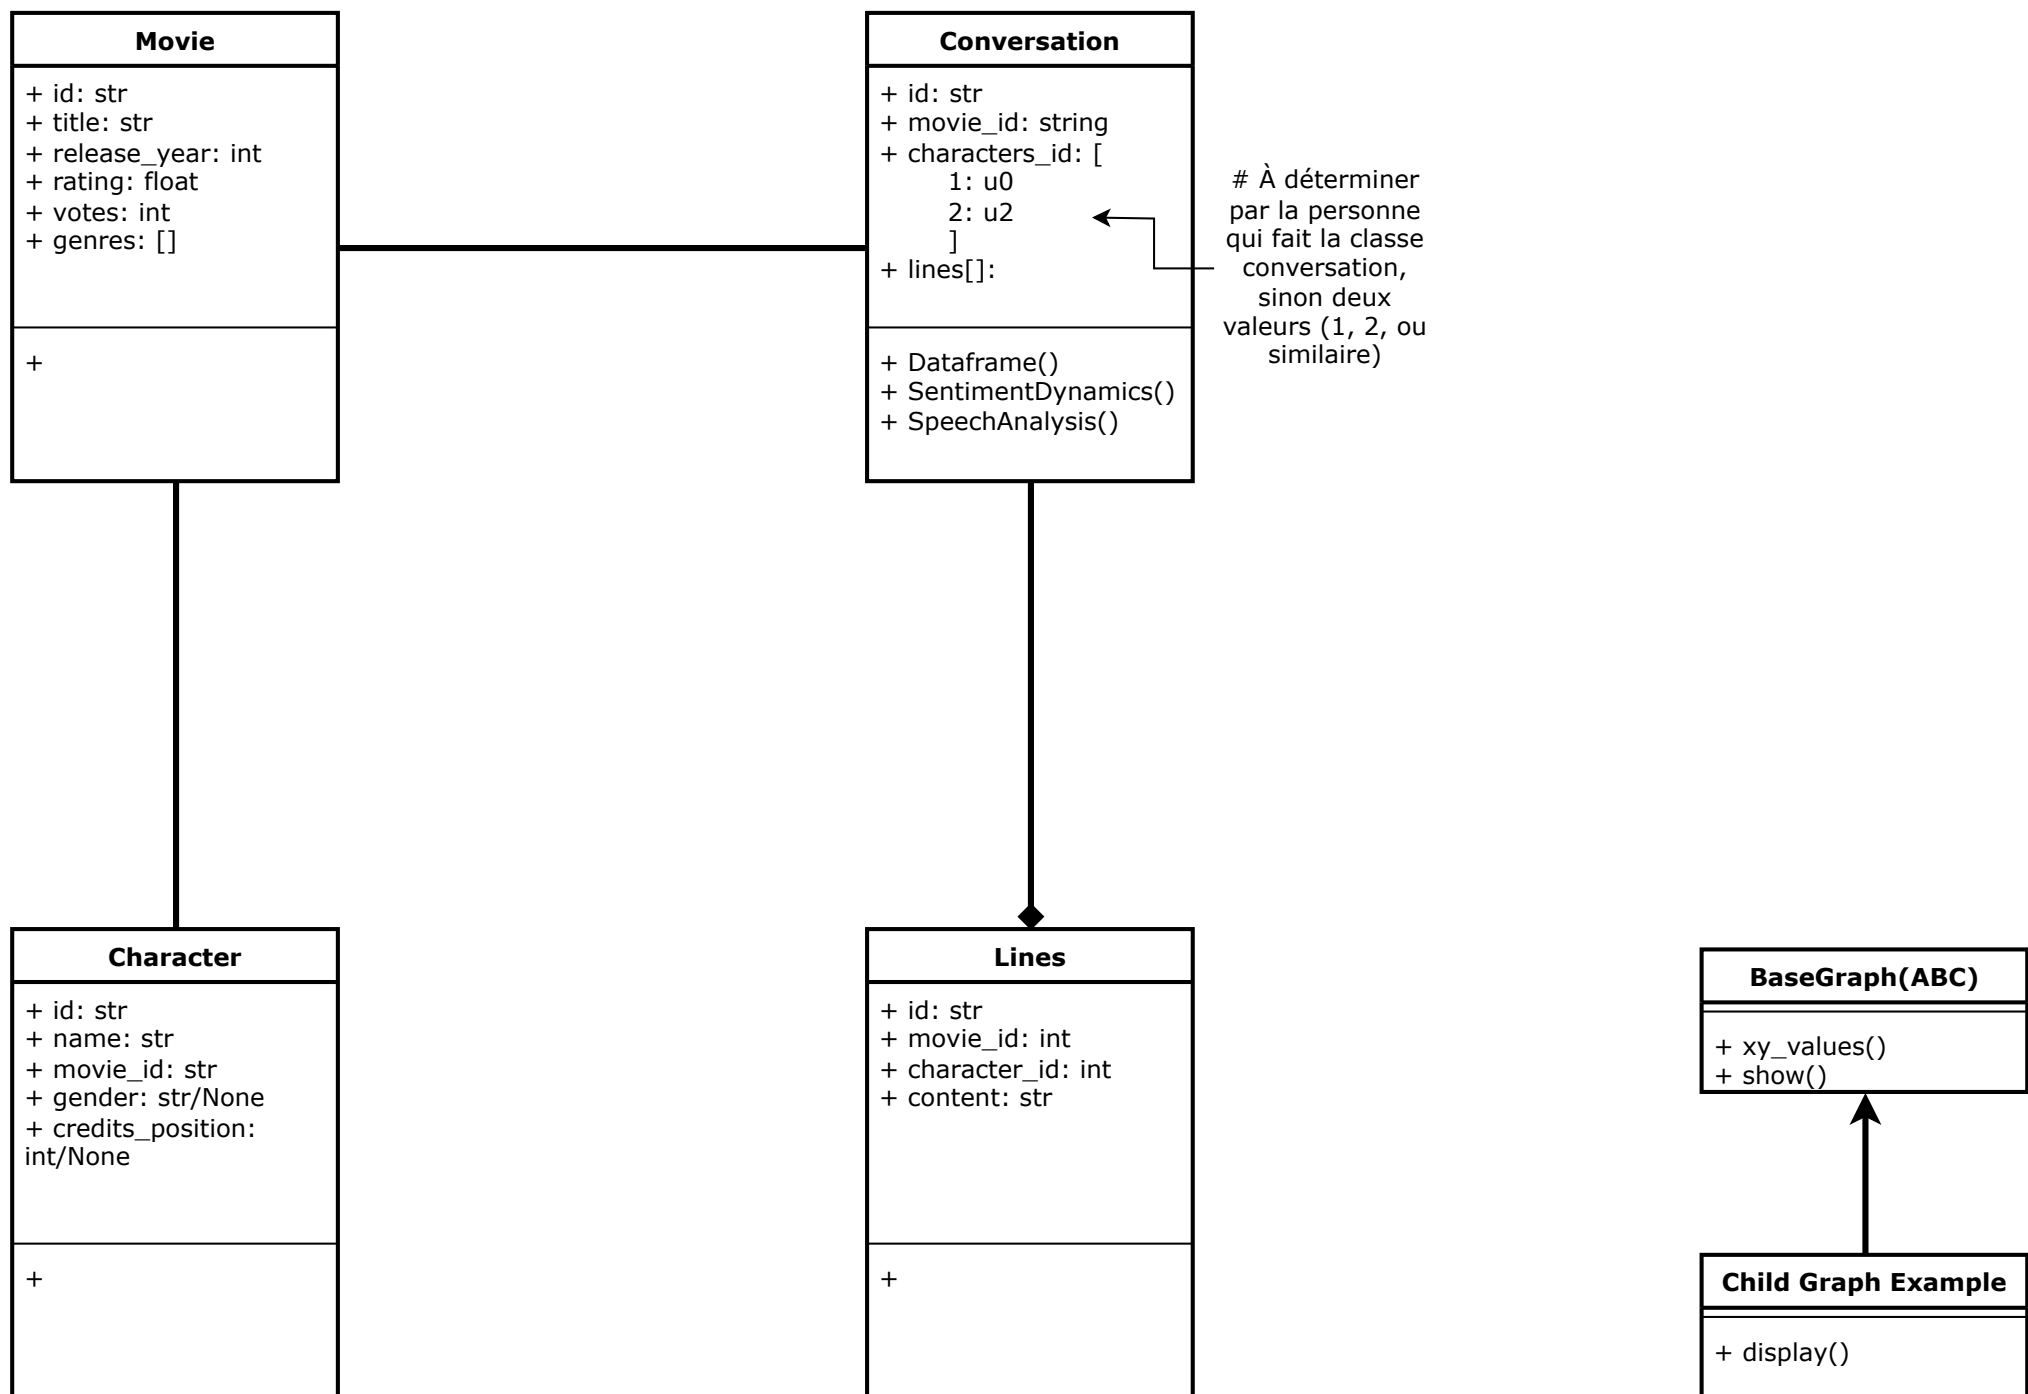 Movie
+ id: str
+ title: str
+ release_year: int
+ rating: float
+ votes: int
+ genres: []
+
Conversation
+ id: str
+ movie_id: string
+ characters_id: [
1: u0
2: u2
]
+ lines[]:
+ Dataframe()
+ SentimentDynamics()
+ SpeechAnalysis()
# À déterminer
par la personne
qui fait la classe
conversation,
sinon deux
valeurs (1, 2, ou
similaire)
Character
+ id: str
+ name: str
+ movie_id: str
+ gender: str/None
+ credits_position:
int/None
+
Lines
+ id: str
+ movie_id: int
+ character_id: int
+ content: str
+
BaseGraph(ABC)
+ xy_values()
+ show()
Child Graph Example
+ display()